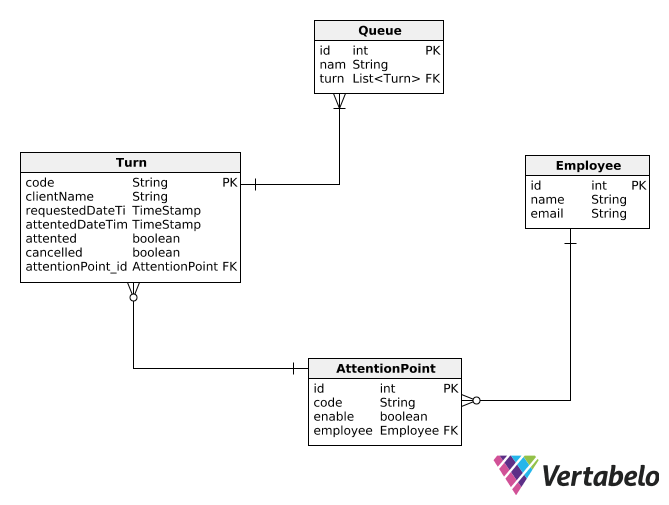 Queue
id int PK
nam String
turn List<Turn> FK
Turn
code String PK
clientName String
requestedDateTi TimeStamp
attentedDateTim TimeStamp
attented boolean
cancelled boolean
attentionPoint_id AttentionPoint FK
Employee
id int PK
name String
email String
AttentionPoint
id int PK
code String
enable boolean
employee Employee FK
Vertabelo